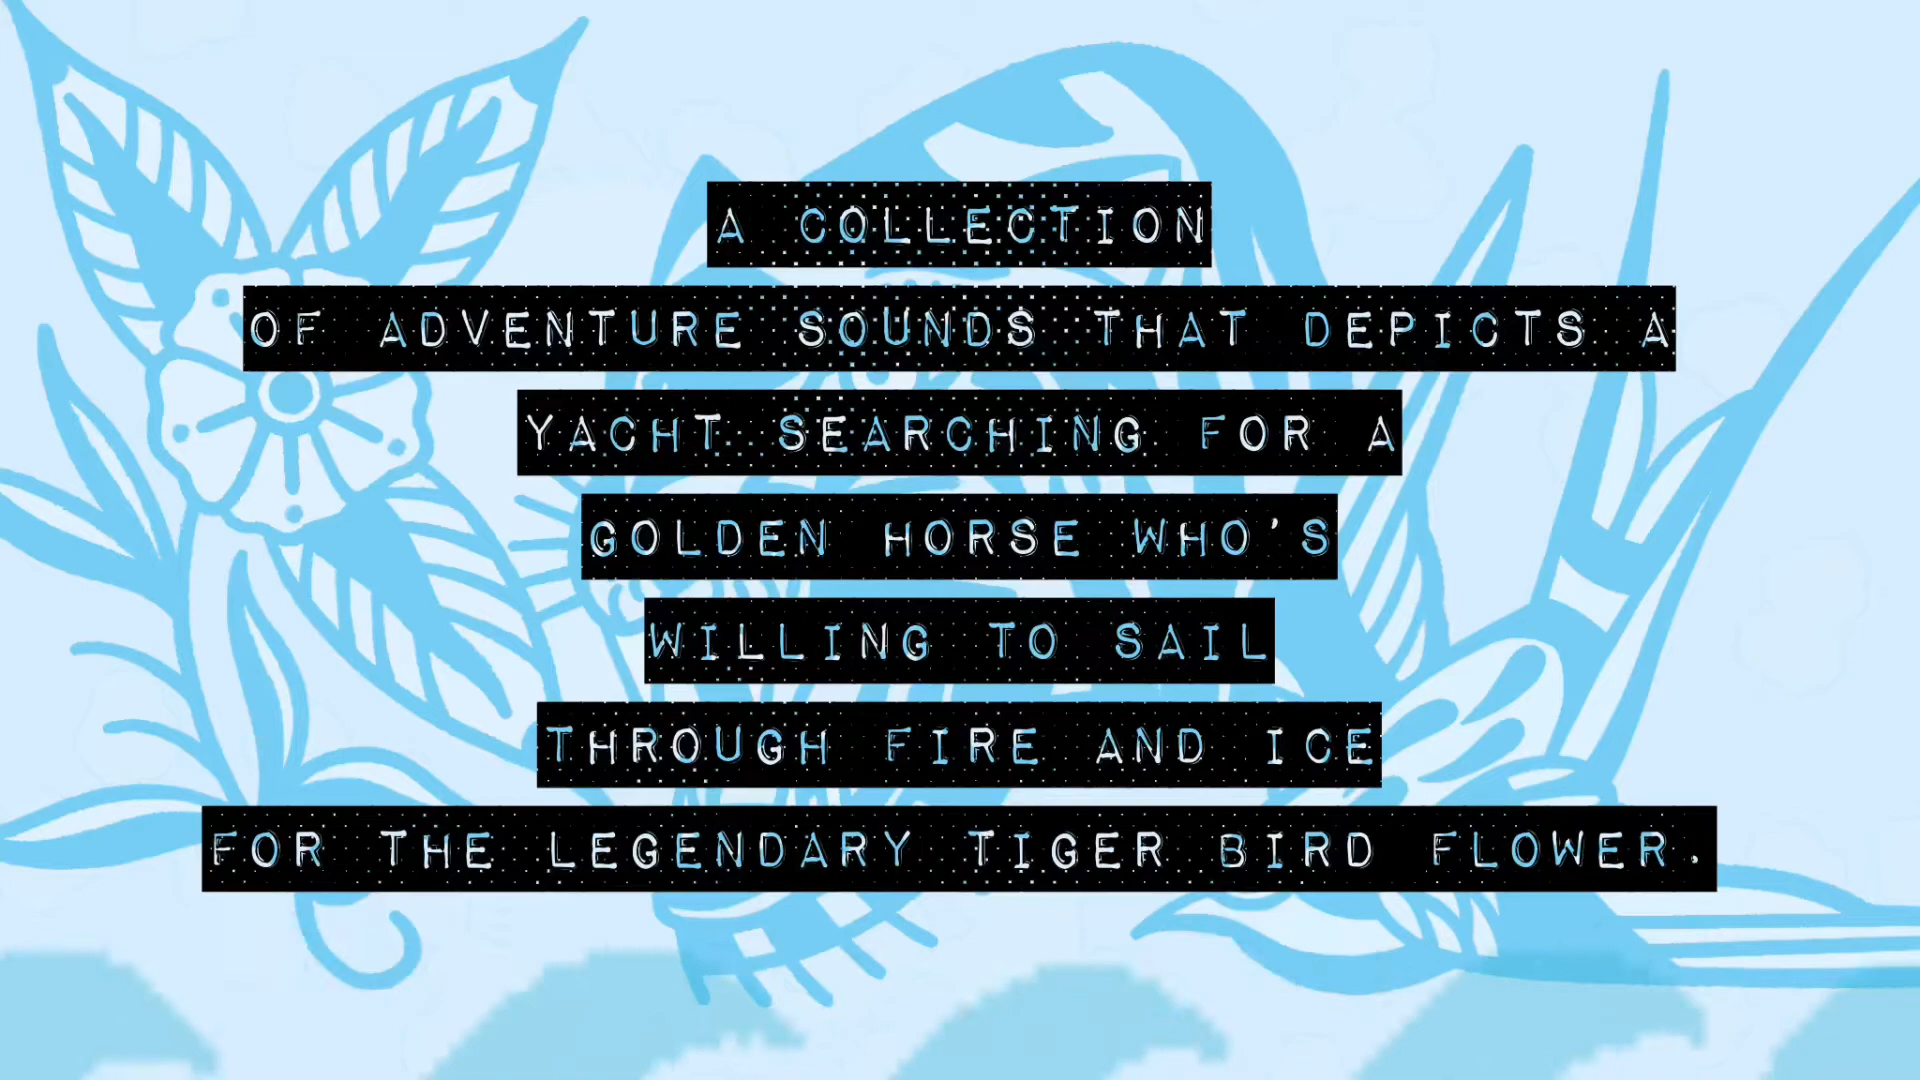 A COLLECTION
OF ADVENTURE SOUNDS THAT DEPICTS A
YACHT SEARCHING FOR A
GOLDEN HORSE WHO'S
WILLING TO SAIL
THROUGH FIRE AND ICE
FOR THE LEGENDARY TIGER BIRD FLOWER.